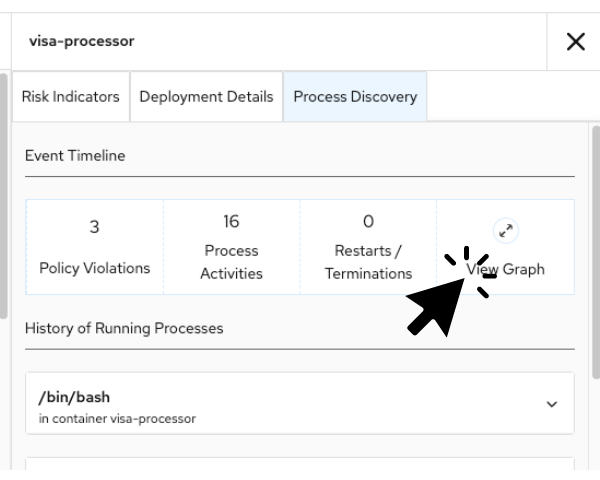 visa-processor
Risk Indicators
Deployment Details
Process Discovery
Event Timeline
3
Policy Violations
16
Process
Activities
0
Restarts /
Terminations
View Graph
History of Running Processes
/bin/bash
in container visa-processor